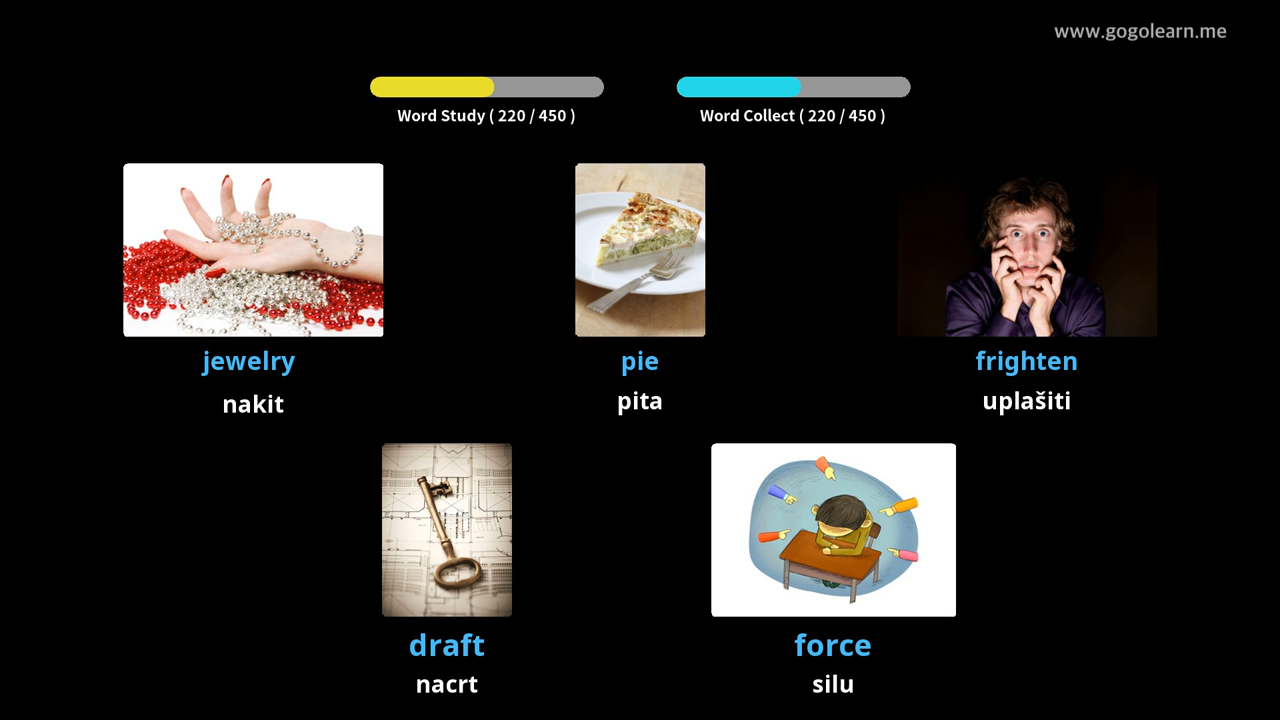 www.gogolearn.me
Word Study ( 220 / 450 )
Word Collect ( 220 / 450 )
jewelry
nakit
pie
pita
frighten
uplašiti
draft
nacrt
force
silu